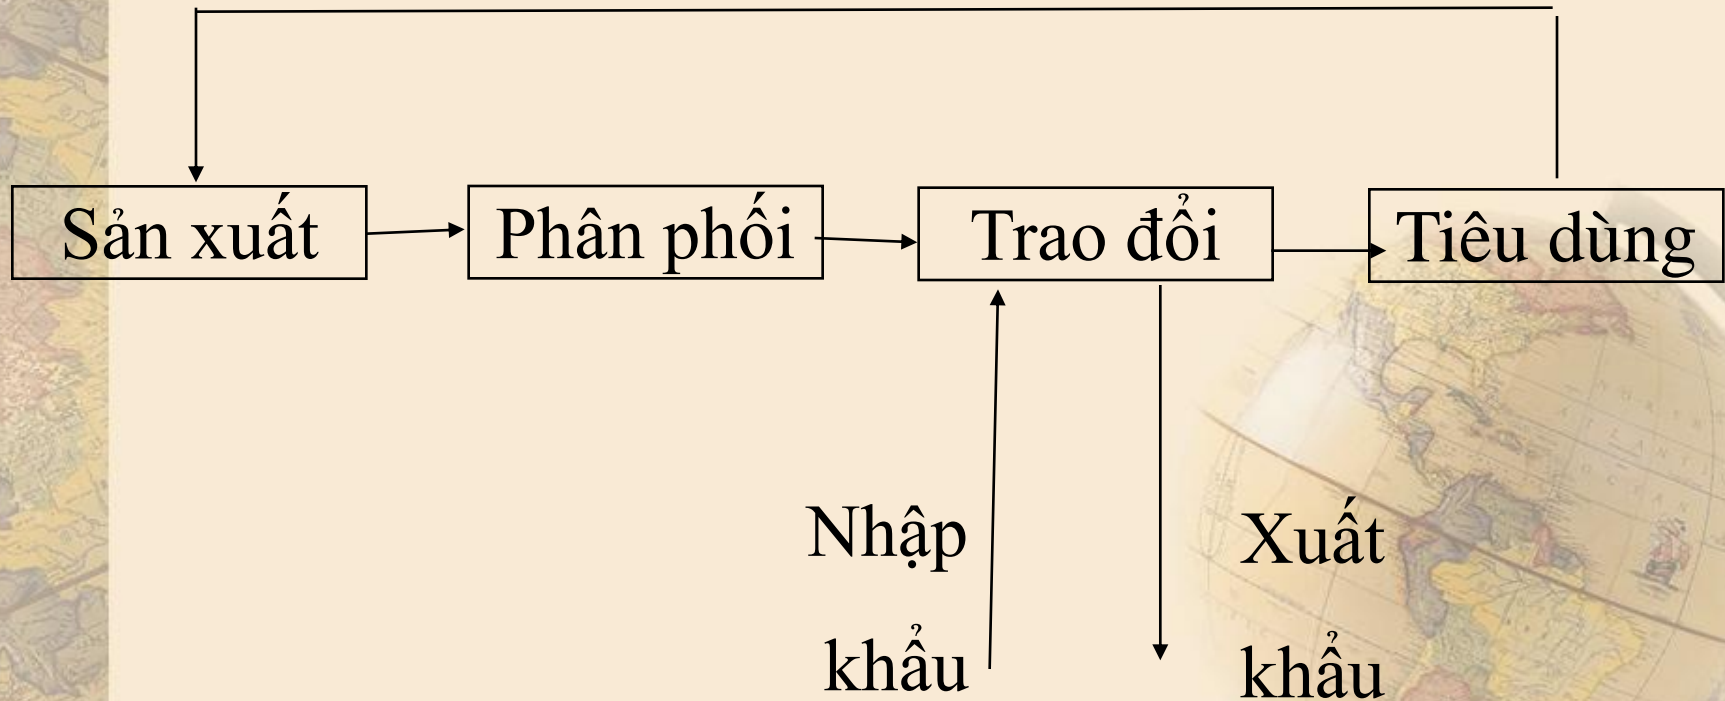 Sản xuất
Phân phối
Trao đổi
Tiêu dùng
Nhập
khẩu
Xuất
khẩu